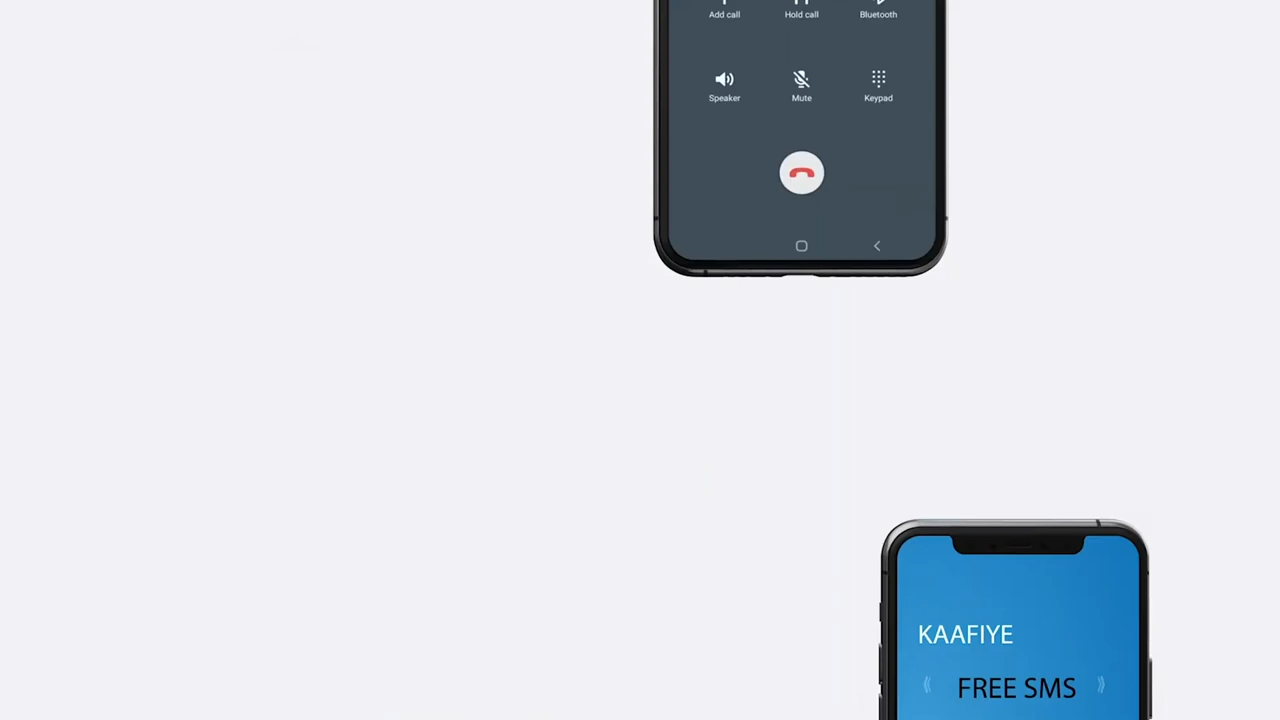 Add call Hold call Bluetooth
Speaker Mute Keypad
KAAFIYE
FREE SMS